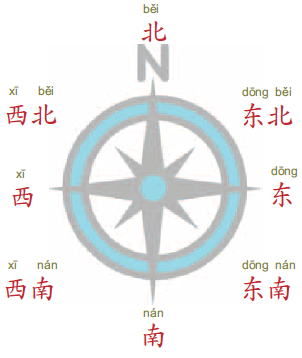 běi
北
N
xī běi
西北
dōng běi
东北
xī
西
dōng
东
xī nán
西南
dōng nán
东南
nán
南